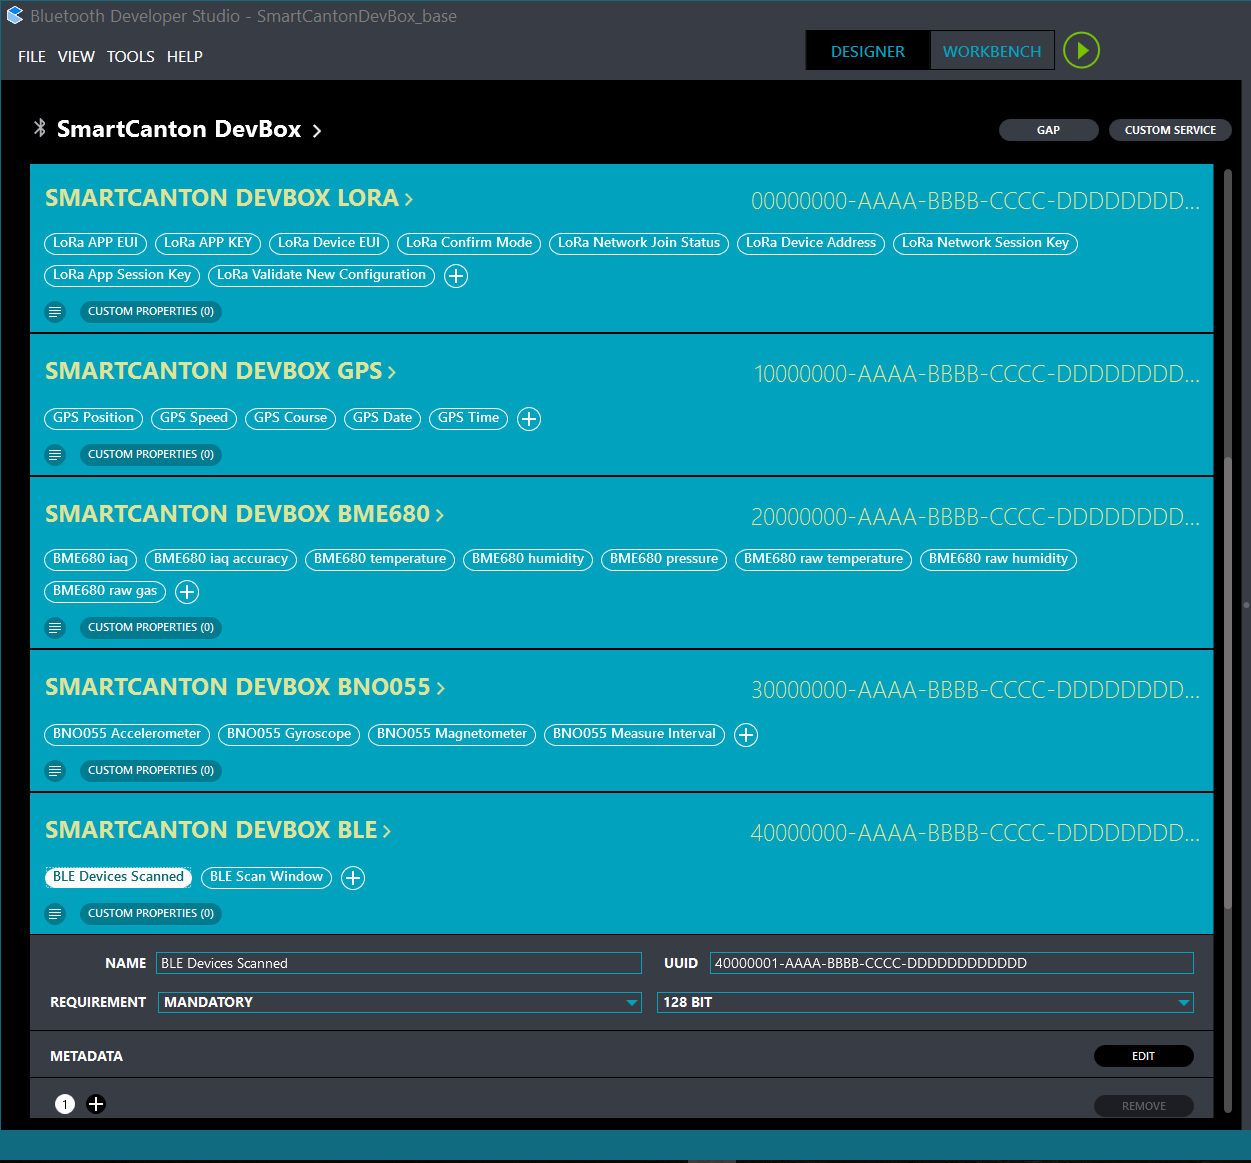 Bluetooth Developer Studio - SmartCantonDevBox_base
FILE VIEW TOOLS HELP
DESIGNER WORKBENCH
SmartCanton DevBox >
GAP CUSTOM SERVICE
SMARTCANTON DEVBOX LORA > 00000000-AAAA-BBBB-CCCC-DDDDDDDD...
LoRa APP EUI LoRa APP KEY LoRa Device EUI LoRa Confirm Mode LoRa Network Join Status LoRa Device Address LoRa Network Session Key
LoRa App Session Key LoRa Validate New Configuration +
CUSTOM PROPERTIES (0)
SMARTCANTON DEVBOX GPS > 10000000-AAAA-BBBB-CCCC-DDDDDDDD...
GPS Position GPS Speed GPS Course GPS Date GPS Time +
CUSTOM PROPERTIES (0)
SMARTCANTON DEVBOX BME680 > 20000000-AAAA-BBBB-CCCC-DDDDDDDD...
BME680 iaq BME680 iaq accuracy BME680 temperature BME680 humidity BME680 pressure BME680 raw temperature BME680 raw humidity
BME680 raw gas +
CUSTOM PROPERTIES (0)
SMARTCANTON DEVBOX BNO055 > 30000000-AAAA-BBBB-CCCC-DDDDDDDD...
BNO055 Accelerometer BNO055 Gyroscope BNO055 Magnetometer BNO055 Measure Interval +
CUSTOM PROPERTIES (0)
SMARTCANTON DEVBOX BLE > 40000000-AAAA-BBBB-CCCC-DDDDDDDD...
BLE Devices Scanned BLE Scan Window +
CUSTOM PROPERTIES (0)
NAME BLE Devices Scanned UUID 40000001-AAAA-BBBB-CCCC-DDDDDDDDDDDD
REQUIREMENT MANDATORY 128 BIT
METADATA EDIT
1 + REMOVE